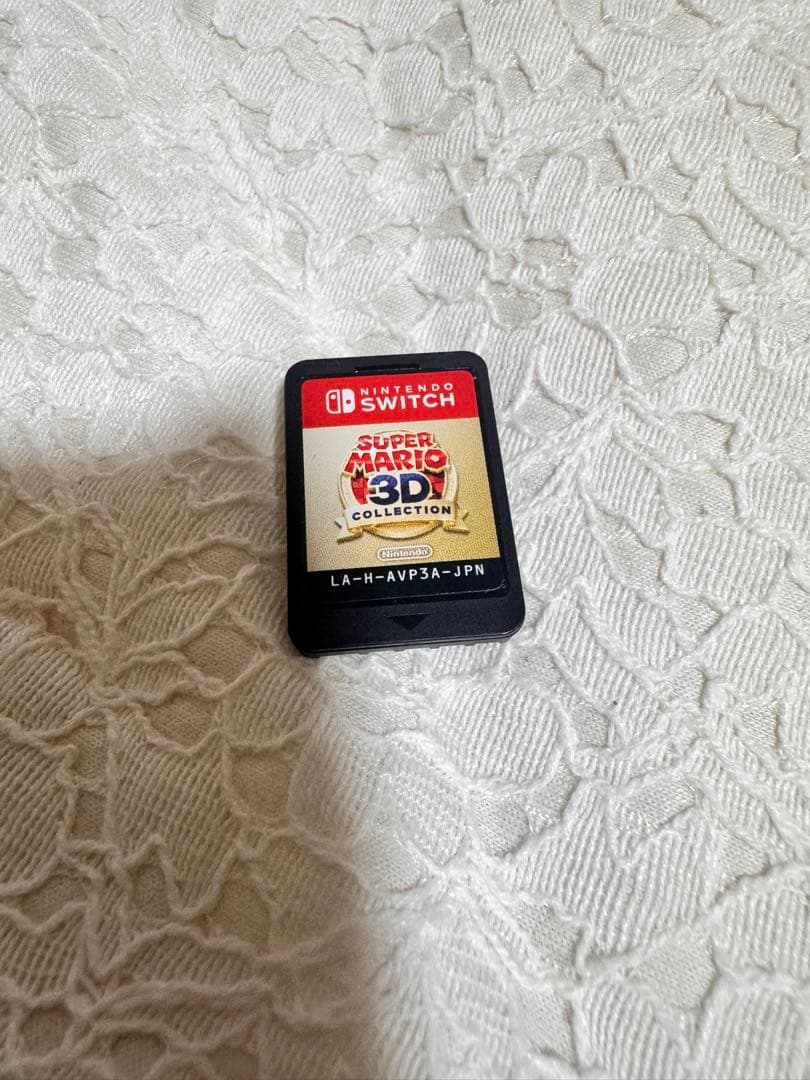 NINTENDO
SWITCH
SUPER
MARIO
3D
COLLECTION
Nintendo
LA-H-AVP3A-JPN